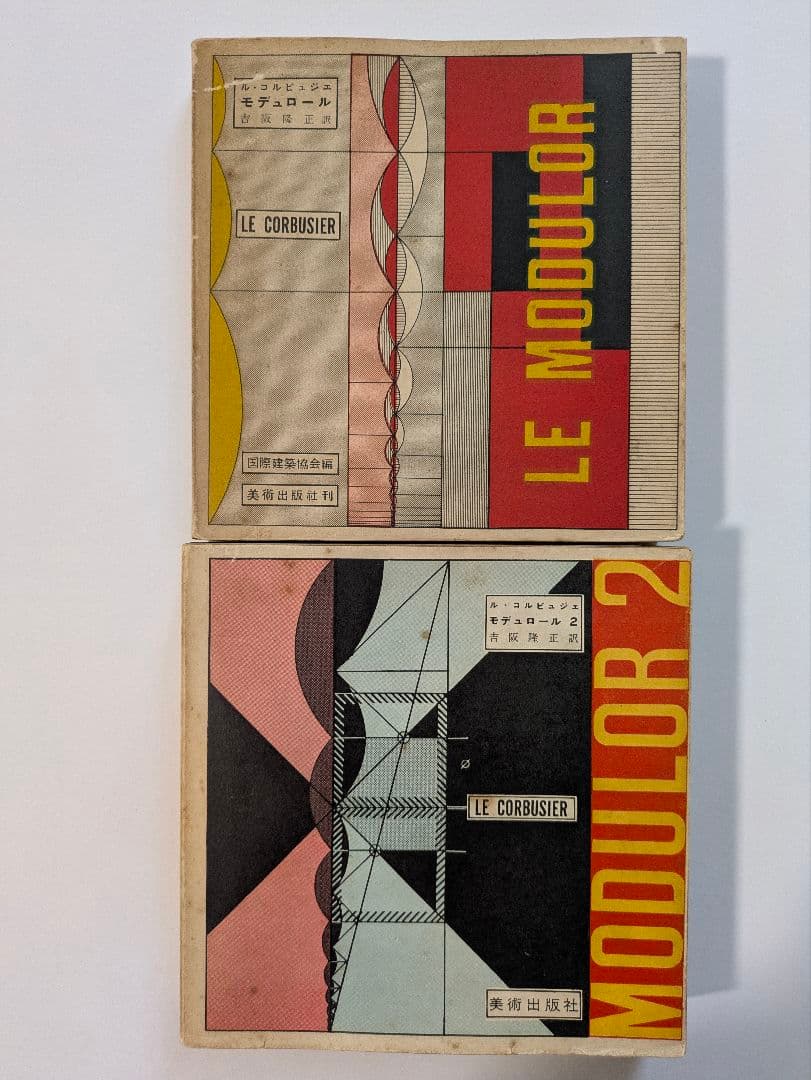 ル・コルビュジェ
モデュロール
吉阪隆正訳
LE CORBUSIER
国際建築協会編
美術出版社刊
LE MODULOR
ル・コルビュジェ
モデュロール 2
吉阪隆正訳
LE CORBUSIER
美術出版社
MODULOR 2